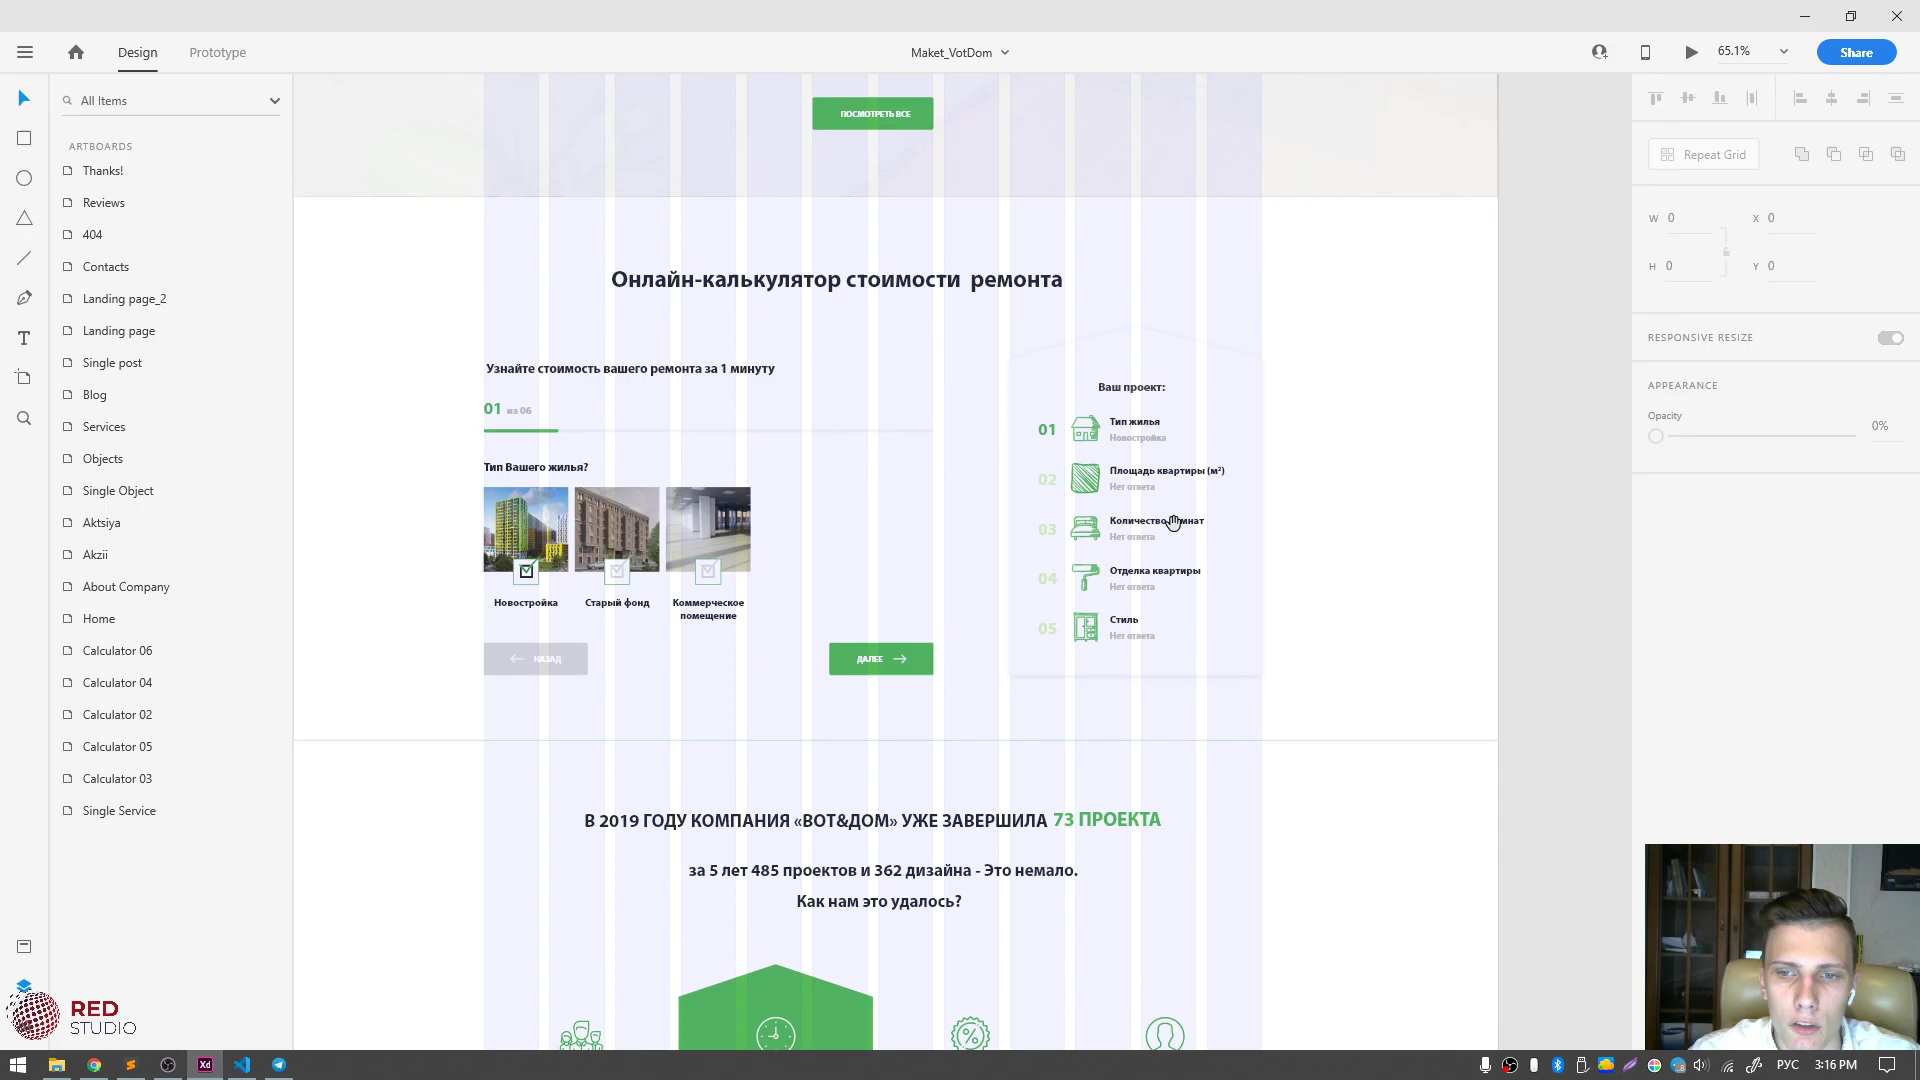 Design
Prototype
Maket_VotDom
65.1%
Share
All Items
ARTBOARDS
Thanks!
Reviews
404
Contacts
Landing page_2
Landing page
Single post
Blog
Services
Objects
Single Object
Aktsiya
Akzii
About Company
Home
Calculator 06
Calculator 04
Calculator 02
Calculator 05
Calculator 03
Single Service
RED
STUDIO
ПОСМОТРЕТЬ ВСЕ
Онлайн-калькулятор стоимости ремонта
Узнайте стоимость вашего ремонта за 1 минуту
01 из 06
Тип Вашего жилья?
Новостройка
Старый фонд
Коммерческое
помещение
НАЗАД
ДАЛЕЕ
Ваш проект:
01
Тип жилья
Новостройка
02
Площадь квартиры (м²)
Нет ответа
03
Количество
Нет ответа
04
Отделка квартиры
Нет ответа
05
Стиль
Нет ответа
В 2019 ГОДУ КОМПАНИЯ «ВОТ&ДОМ» УЖЕ ЗАВЕРШИЛА 73 ПРОЕКТА
за 5 лет 485 проектов и 362 дизайна - Это немало.
Как нам это удалось?
Repeat Grid
W 0
X 0
H 0
Y 0
RESPONSIVE RESIZE
APPEARANCE
Opacity
0%
Xd
РУС
3:16 PM